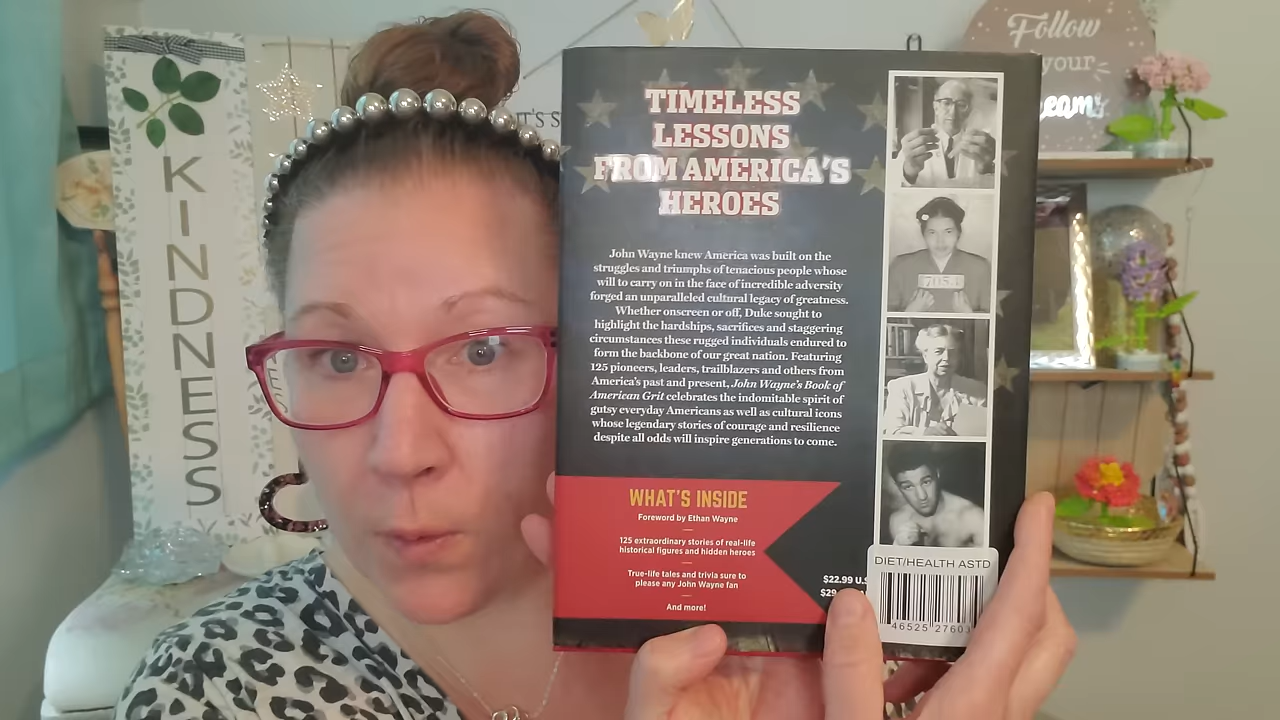 KINDNESS
IT'S S
Follow
your
TIMELESS
LESSONS
FROM AMERICA'S
HEROES
John Wayne knew America was built on the
struggles and triumphs of tenacious people whose
will to carry on in the face of incredible adversity
forged an unparalleled cultural legacy of greatness.
Whether onscreen or off, Duke sought to
highlight the hardships, sacrifices and staggering
circumstances these rugged individuals endured to
form the backbone of our great nation. Featuring
125 pioneers, leaders, trailblazers and others from
America's past and present, John Wayne's Book of
American Grit celebrates the indomitable spirit of
gutsy everyday Americans as well as cultural icons
whose legendary stories of courage and resilience
despite all odds will inspire generations to come.
WHAT'S INSIDE
Foreword by Ethan Wayne
125 extraordinary stories of real-life
historical figures and hidden heroes
True-life tales and trivia sure to
please any John Wayne fan
And more!
7053
$22.99 U.S
$29
DIET/HEALTH ASTD
46525 27603